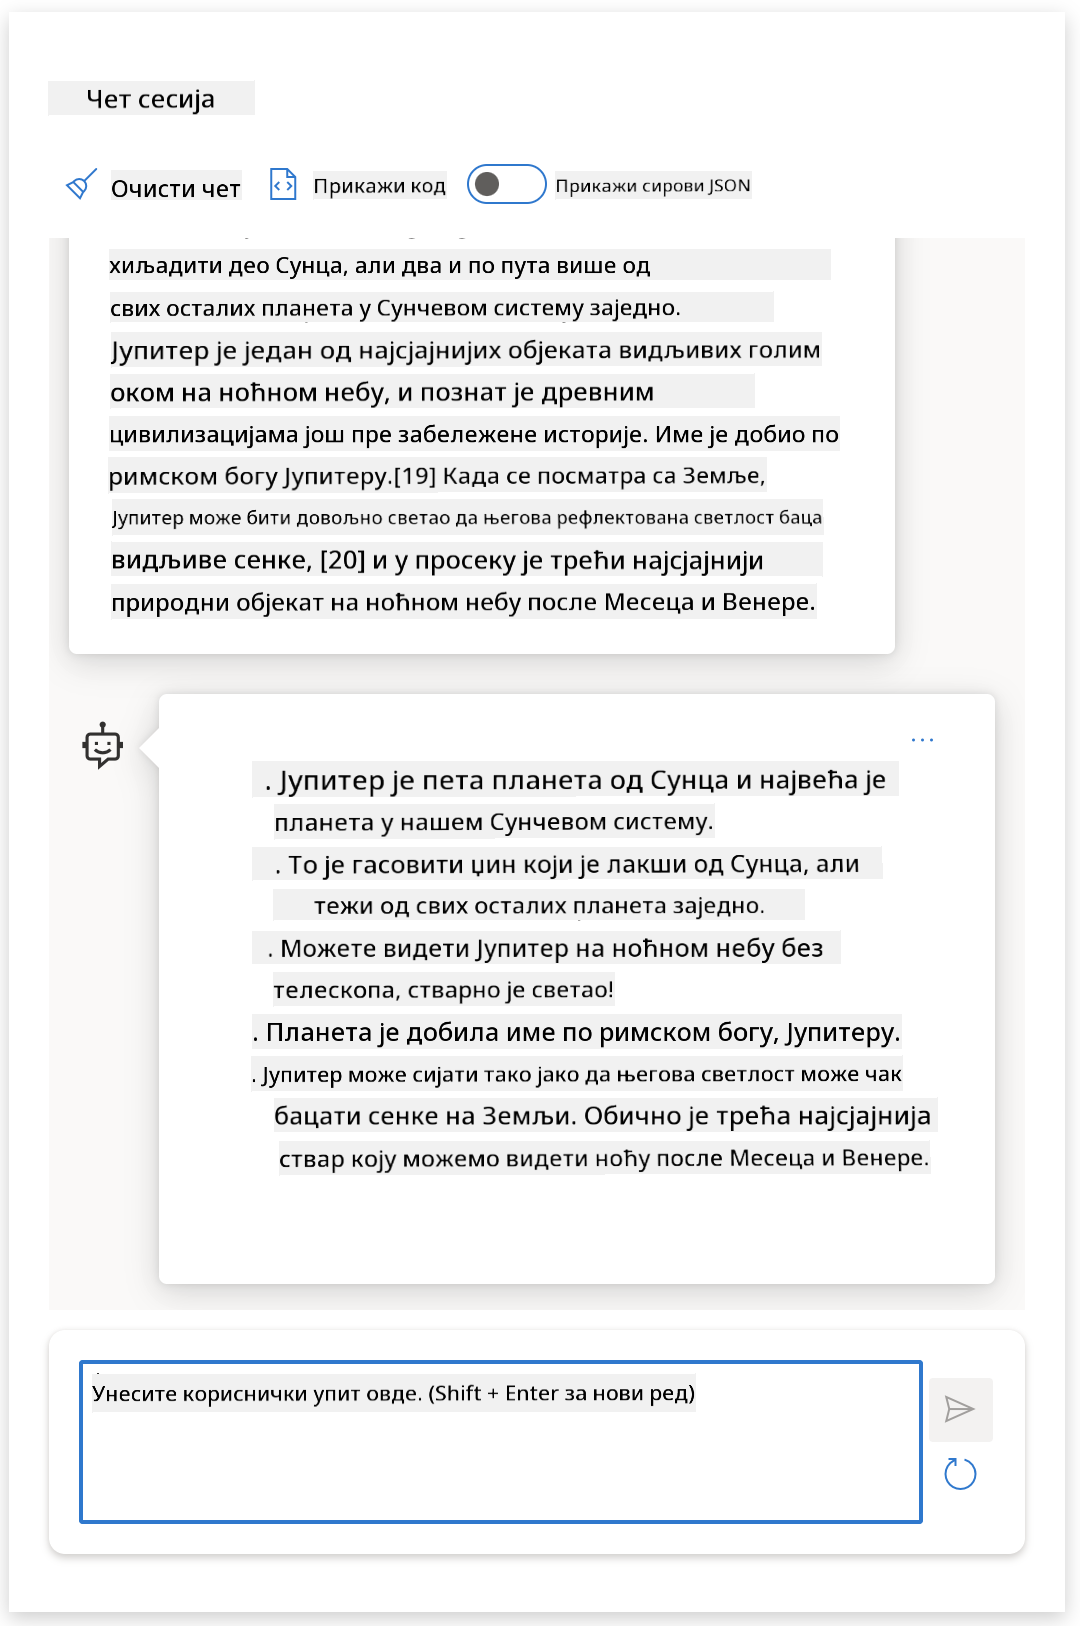 Чет сесија
Очисти чет
Прикажи код
Прикажи сирови JSON
хиљадити део Сунца, али два и по пута више од
свих осталих планета у Сунчевом систему заједно.
Јупитер је један од најсјајнијих објеката видљивих голим
оком на ноћном небу, и познат је древним
цивилизацијама још пре забележене историје. Име је добио по
римском богу Јупитеру.[19] Када се посматра са Земље,
Јупитер може бити довољно светао да његова рефлектована светлост баца
видљиве сенке, [20] и у просеку је трећи најсјајнији
природни објекат на ноћном небу после Месеца и Венере.
. Јупитер је пета планета од Сунца и највећа је
планета у нашем Сунчевом систему.
. То је гасовити џин који је лакши од Сунца, али
тежи од свих осталих планета заједно.
. Можете видети Јупитер на ноћном небу без
телескопа, стварно је светао!
. Планета је добила име по римском богу, Јупитеру.
. Јупитер може сијати тако јако да његова светлост може чак
бацати сенке на Земљи. Обично је трећа најсјајнија
ствар коју можемо видети ноћу после Месеца и Венере.
Унесите кориснички упит овде. (Shift + Enter за нови ред)